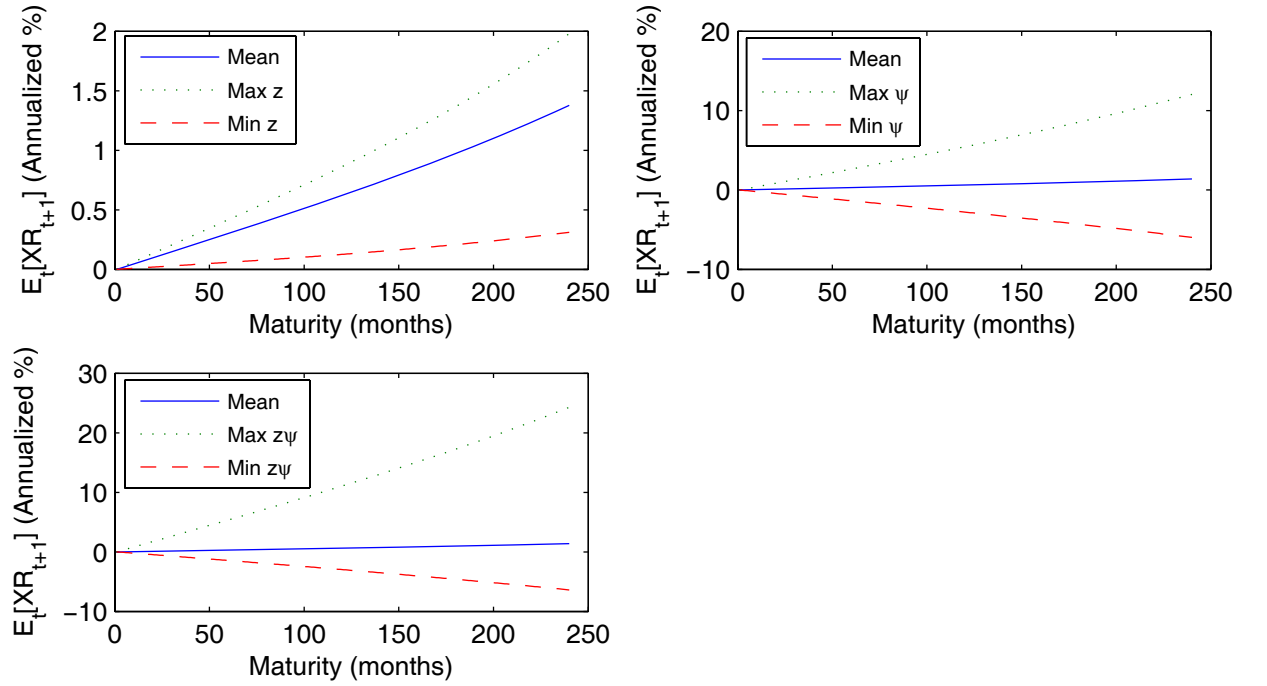 E_t[XR_{t+1}] (Annualized %)
2
1.5
1
0.5
0
Mean
Max z
Min z
0 50 100 150 200 250
Maturity (months)
E_t[XR_{t+1}] (Annualized %)
20
10
0
−10
Mean
Max ψ
Min ψ
0 50 100 150 200 250
Maturity (months)
E_t[XR_{t+1}] (Annualized %)
30
20
10
0
−10
Mean
Max zψ
Min zψ
0 50 100 150 200 250
Maturity (months)